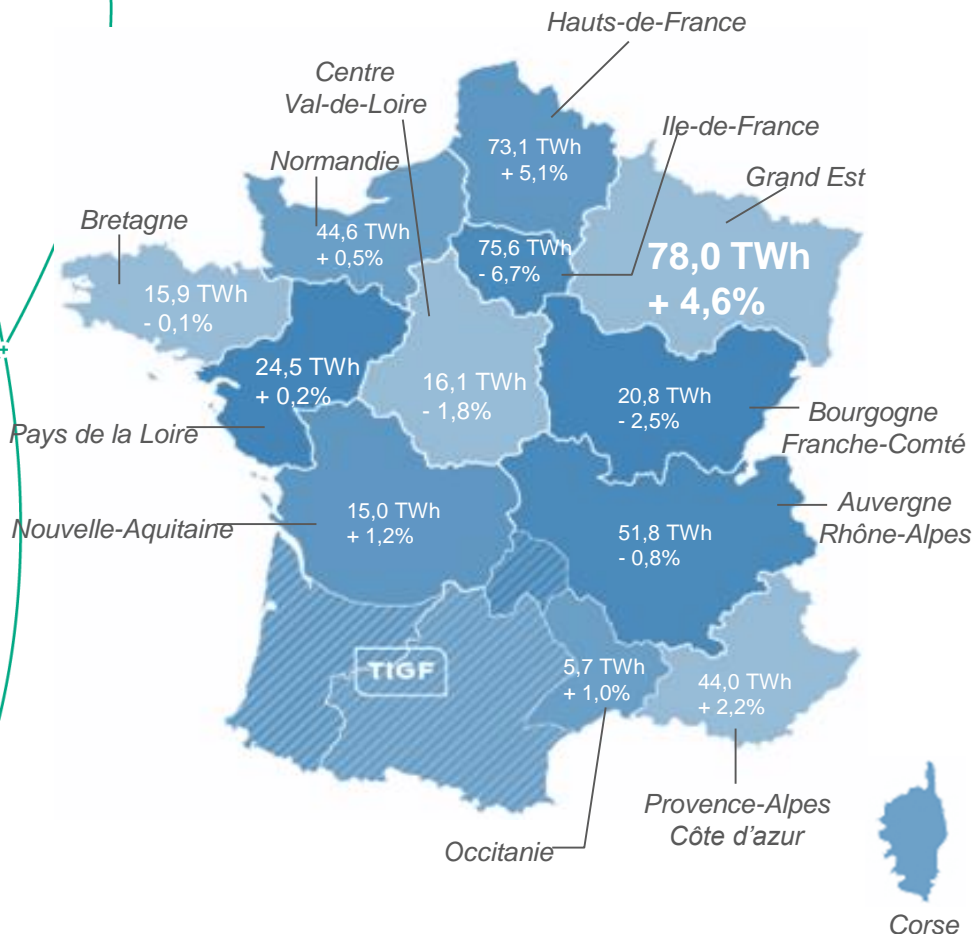 Hauts-de-France
Centre
Val-de-Loire
Ile-de-France
73,1 TWh
+ 5,1%
Normandie
Grand Est
Bretagne
44,6 TWh
+ 0,5%
75,6 TWh
- 6,7%
78,0 TWh
+ 4,6%
15,9 TWh
- 0,1%
24,5 TWh
+ 0,2%
16,1 TWh
- 1,8%
20,8 TWh
- 2,5%
Bourgogne
Franche-Comté
Pays de la Loire
Auvergne
Rhône-Alpes
Nouvelle-Aquitaine
15,0 TWh
+ 1,2%
51,8 TWh
- 0,8%
TIGF
5,7 TWh
+ 1,0%
44,0 TWh
+ 2,2%
Provence-Alpes
Côte d'azur
Occitanie
Corse